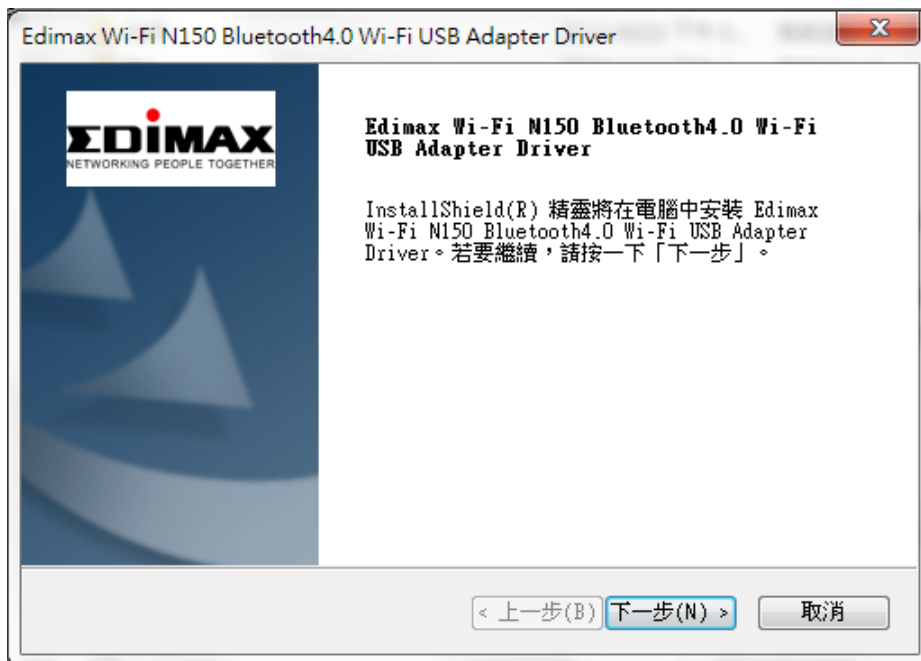 Edimax Wi-Fi N150 Bluetooth4.0 Wi-Fi USB Adapter Driver
EDIMAX
NETWORKING PEOPLE TOGETHER
Edimax Wi-Fi N150 Bluetooth4.0 Wi-Fi
USB Adapter Driver
InstallShield(R) 精靈將在電腦中安裝 Edimax
Wi-Fi N150 Bluetooth4.0 Wi-Fi USB Adapter
Driver。若要繼續，請按一下「下一步」。
< 上一步(B) 下一步(N) > 取消